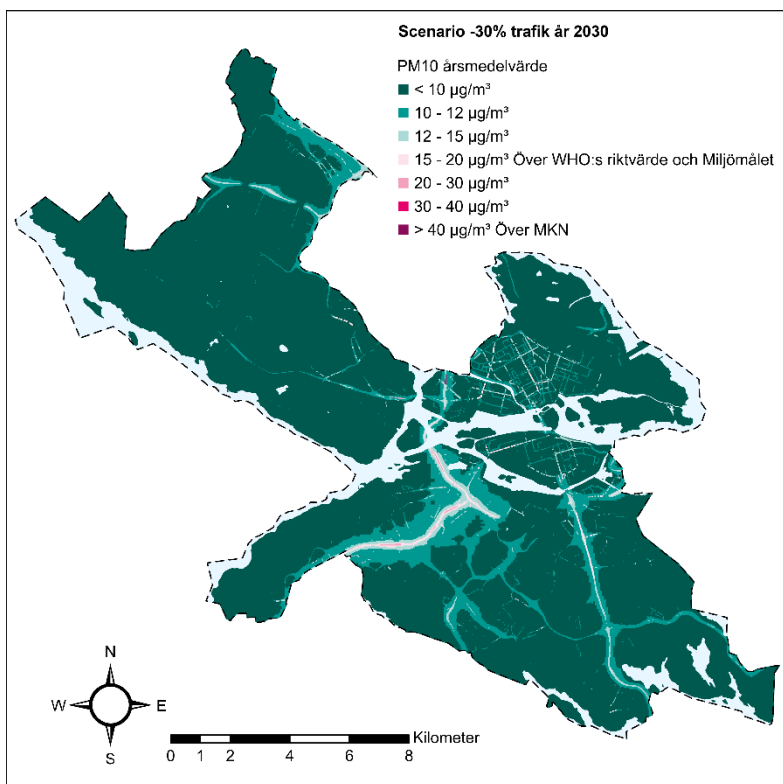 Scenario -30% trafik år 2030
PM10 årsmedelvärde
< 10 µg/m³
10 - 12 µg/m³
12 - 15 µg/m³
15 - 20 µg/m³ Över WHO:s riktvärde och Miljömålet
20 - 30 µg/m³
30 - 40 µg/m³
> 40 µg/m³ Över MKN
N
W E
S
Kilometer
0 1 2 4 6 8